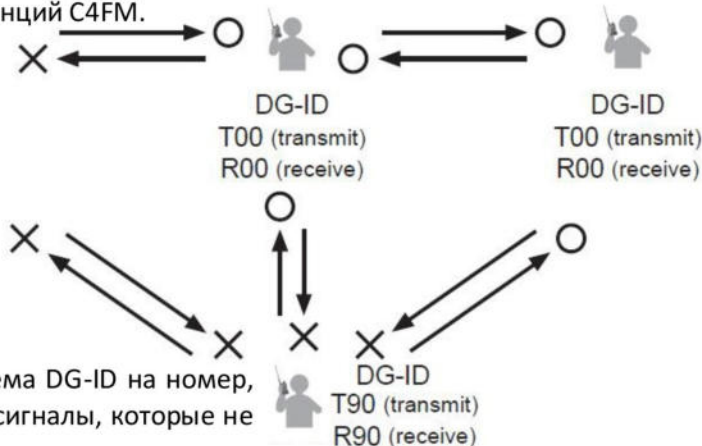 нций C4FM.
DG-ID
T00 (transmit)
R00 (receive)
DG-ID
T00 (transmit)
R00 (receive)
ема DG-ID на номер,
сигналы, которые не
DG-ID
T90 (transmit)
R90 (receive)